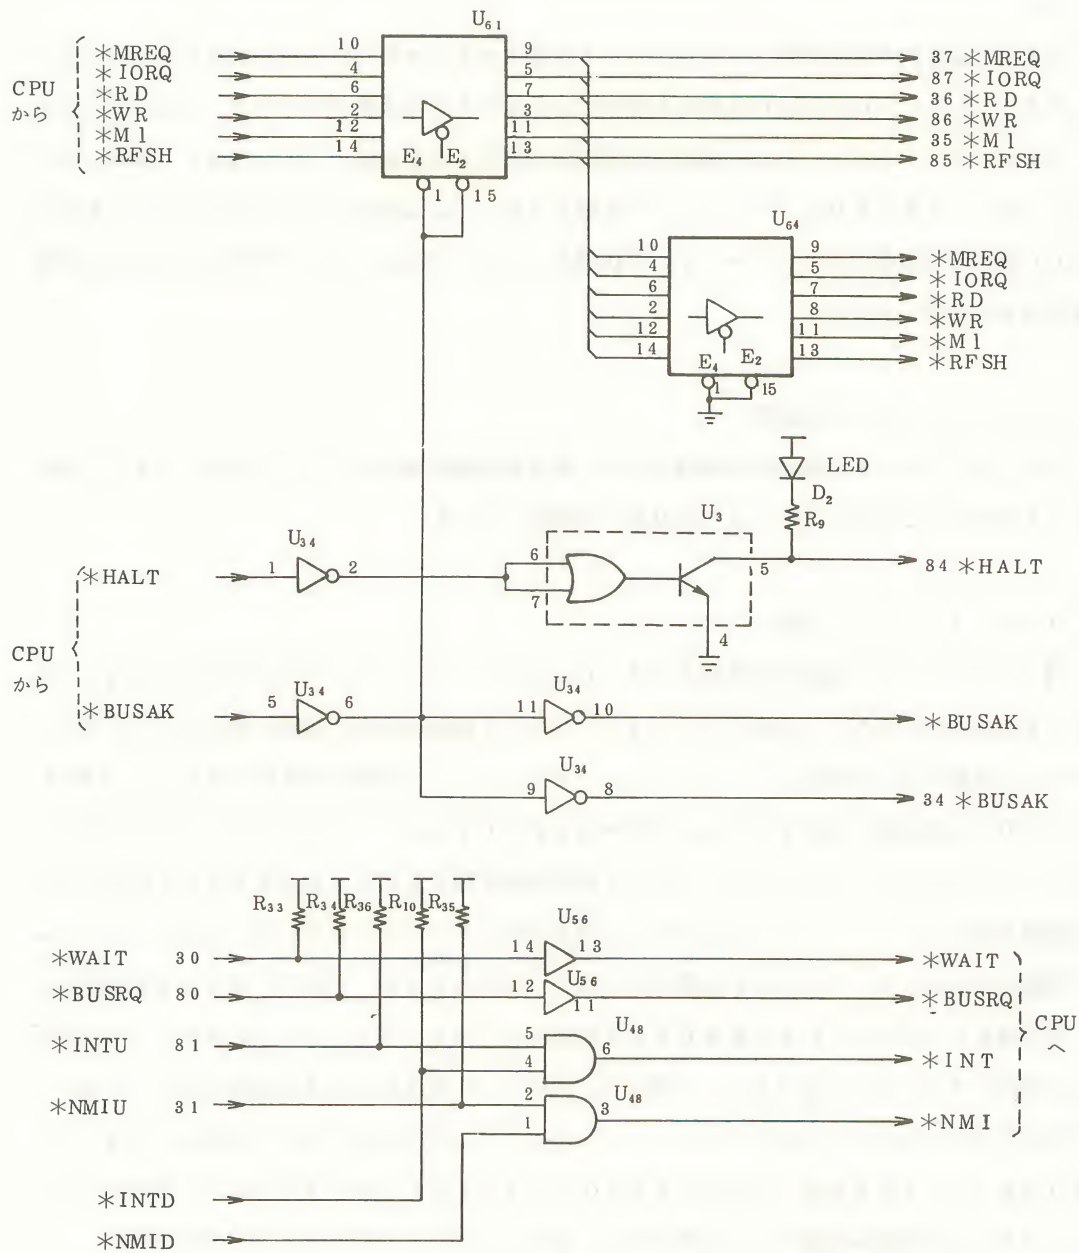 U61
CPU
から
*MREQ
*IORQ
*RD
*WR
*M1
*RFSH
10
4
6
2
12
14
E4 E2
1 15
9
5
7
3
11
13
37 *MREQ
87 *IORQ
36 *RD
86 *WR
35 *M1
85 *RFSH
U64
10
4
6
2
12
14
E4 E2
1 15
9
5
7
8
11
13
*MREQ
*IORQ
*RD
*WR
*M1
*RFSH
LED
D2
R9
CPU
から
*HALT
1 U34 2
U3
6
7
5
4
84 *HALT
*BUSAK
5 U34 6
11 U34 10
*BUSAK
9 U34 8
34 *BUSAK
R33 R34 R36 R10 R35
*WAIT 30
14 U56 13
*WAIT
*BUSRQ 80
12 U56 11
*BUSRQ
*INTU 81
5
4
U48
6
*INT
*NMIU 31
2
1
U48
3
*NMI
CPU
へ
*INTD
*NMID